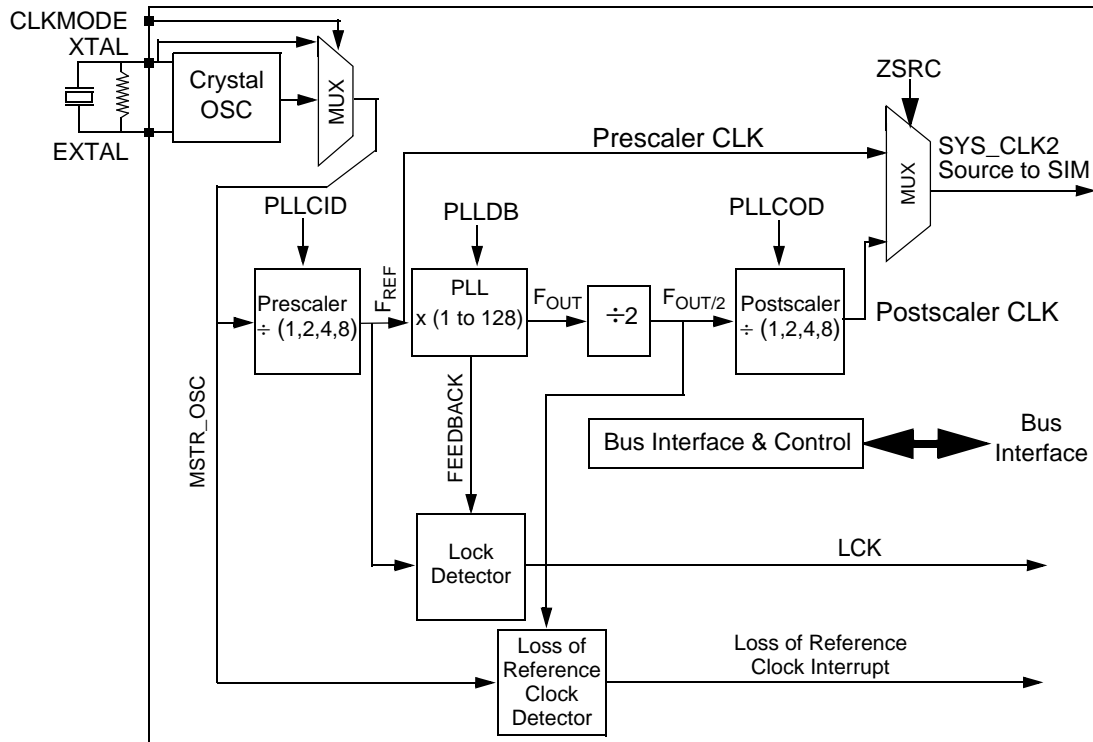 CLKMODE
XTAL
EXTAL
Crystal
OSC
MUX
ZSRC
Prescaler CLK
MUX
SYS_CLK2
Source to SIM
PLLCID
PLLDB
PLLCOD
Prescaler
÷ (1,2,4,8)
FREF
PLL
x (1 to 128)
FOUT
÷2
FOUT/2
Postscaler
÷ (1,2,4,8)
Postscaler CLK
MSTR_OSC
FEEDBACK
Bus Interface & Control
Bus
Interface
Lock
Detector
LCK
Loss of
Reference
Clock
Detector
Loss of Reference
Clock Interrupt